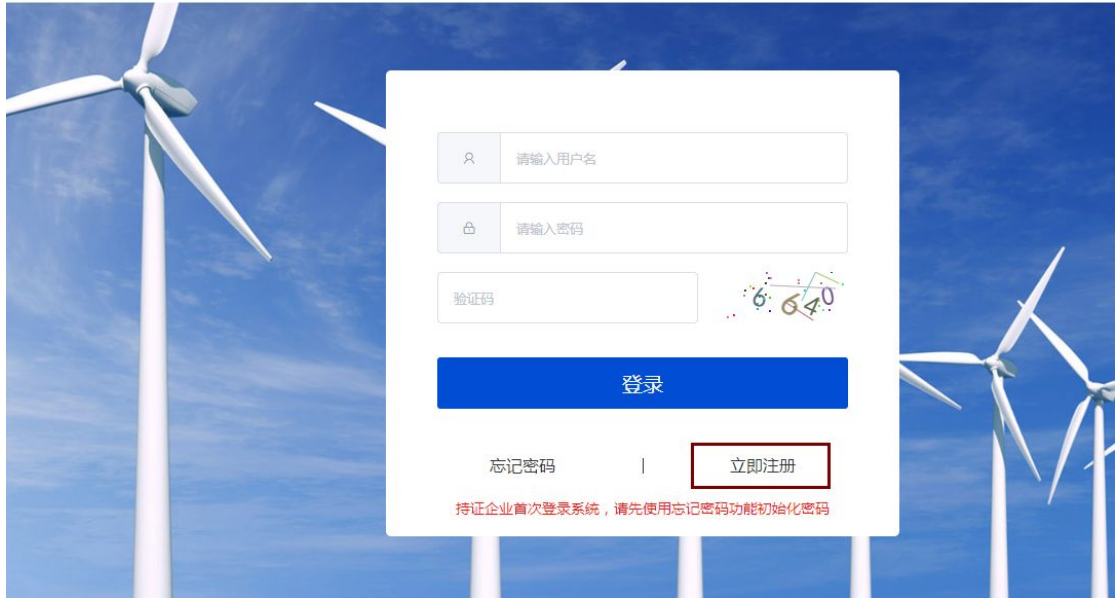 请输入用户名
请输入密码
验证码
6640
登录
忘记密码 | 立即注册
持证企业首次登录系统，请先使用忘记密码功能初始化密码